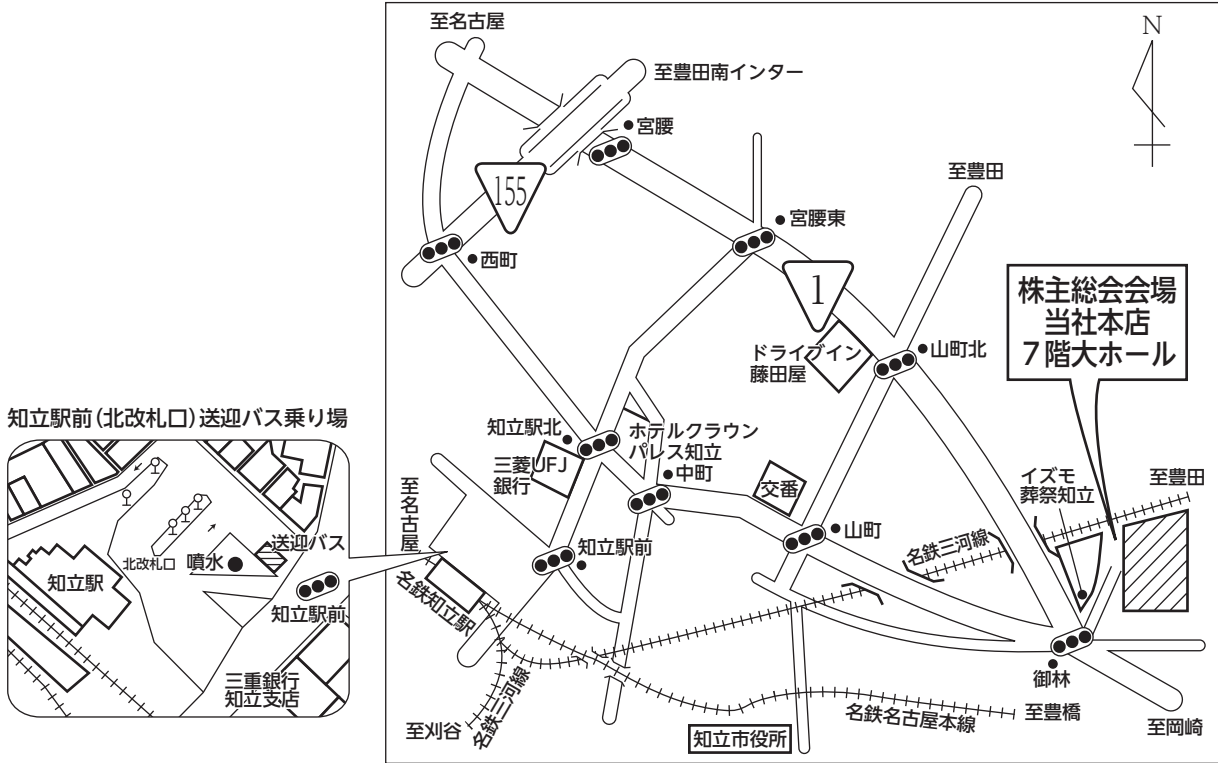 至名古屋
至豊田南インター
N
宮腰
155
至豊田
宮腰東
西町
1
株主総会会場
当社本店
7階大ホール
ドライブイン
藤田屋
山町北
知立駅前(北改札口)送迎バス乗り場
知立駅北
ホテルクラウン
パレス知立
三菱UFJ
銀行
中町
交番
イズモ
葬祭知立
至豊田
至名古屋
山町
名鉄三河線
知立駅前
名鉄知立駅
送迎バス
北改札口
噴水
知立駅
知立駅前
三重銀行
知立支店
御林
至刈谷
名鉄三河線
名鉄名古屋本線
至豊橋
至岡崎
知立市役所